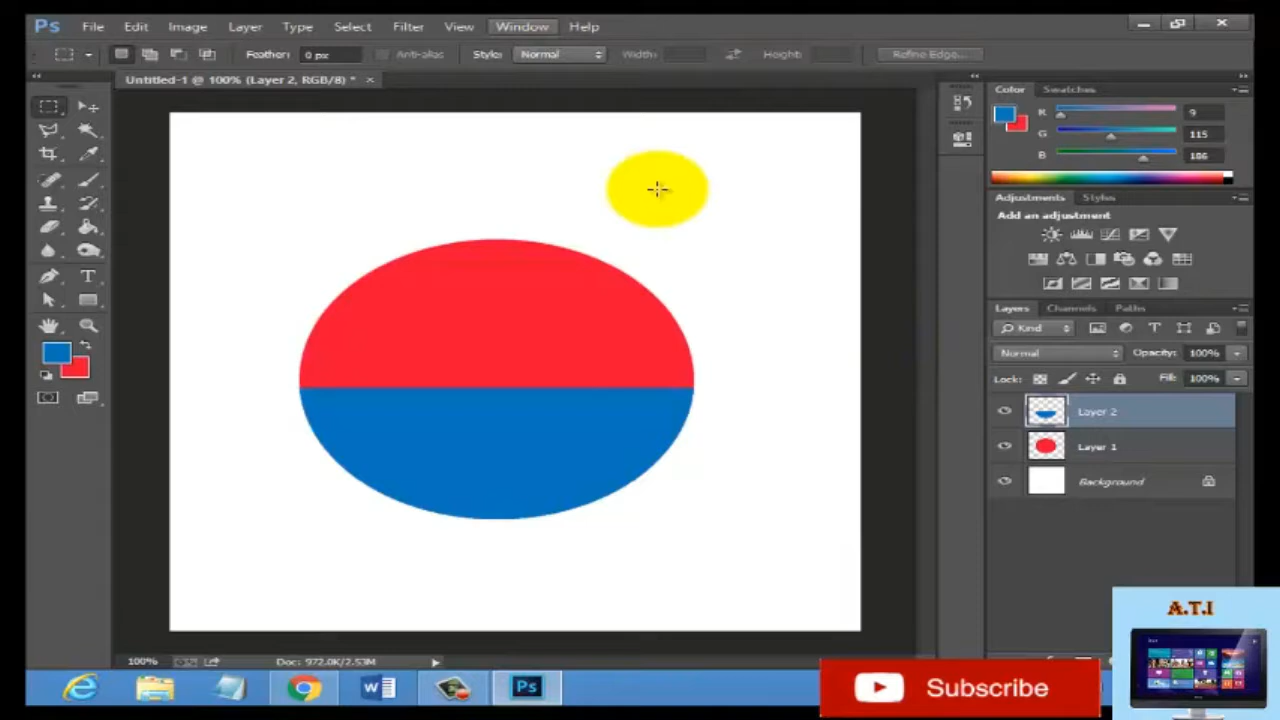 Ps File Edit Image Layer Type Select Filter View Window Help
Feather: 0 px Anti-alias Style: Normal Width: Height: Refine Edge...
Untitled-1 @ 100% (Layer 2, RGB/8) * ×
Color Swatches
R 9
G 115
B 186
Adjustments Styles
Add an adjustment
Layers Channels Paths
Kind
Normal Opacity: 100%
Lock: Fill: 100%
Layer 2
Layer 1
Background
100% Doc: 972.0K/2.53M
A.T.I
Ps
Subscribe